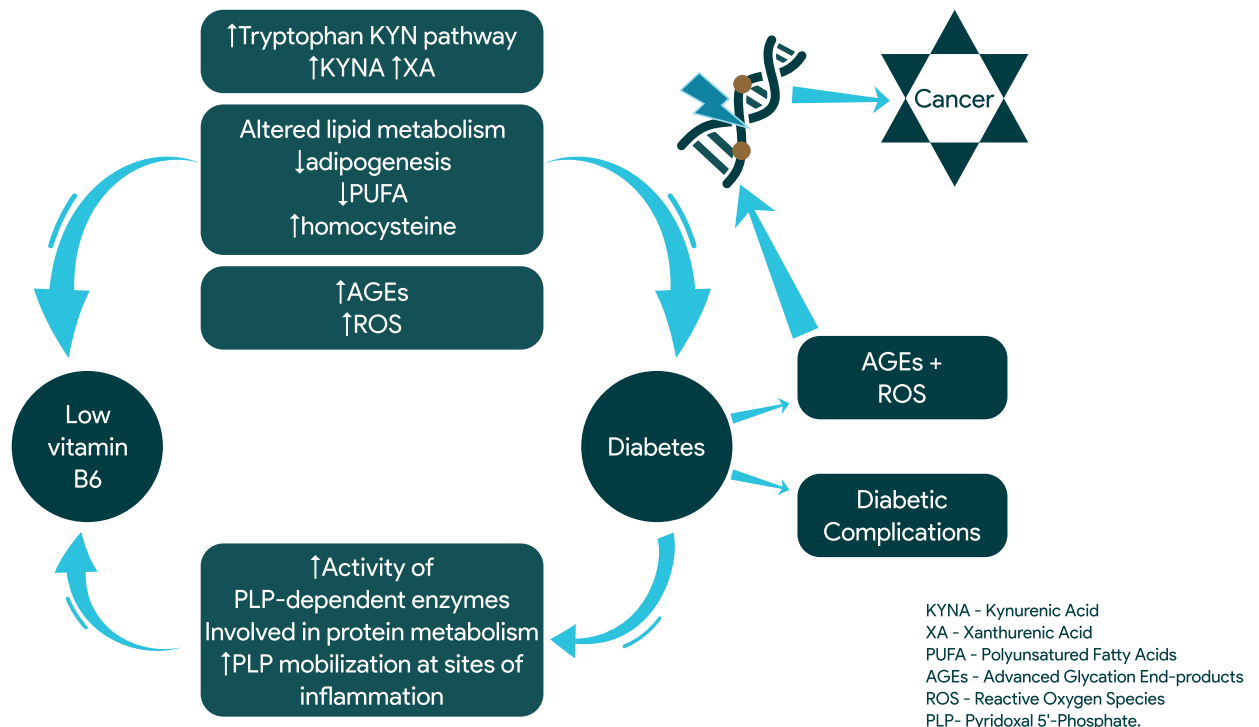 ↑Tryptophan KYN pathway
↑KYNA ↑XA
Altered lipid metabolism
↓adipogenesis
↓PUFA
↑homocysteine
↑AGEs
↑ROS
Low
vitamin
B6
Diabetes
↑Activity of
PLP-dependent enzymes
Involved in protein metabolism
↑PLP mobilization at sites of
inflammation
Cancer
AGEs +
ROS
Diabetic
Complications
KYNA - Kynurenic Acid
XA - Xanthurenic Acid
PUFA - Polyunsatured Fatty Acids
AGEs - Advanced Glycation End-products
ROS - Reactive Oxygen Species
PLP- Pyridoxal 5'-Phosphate.